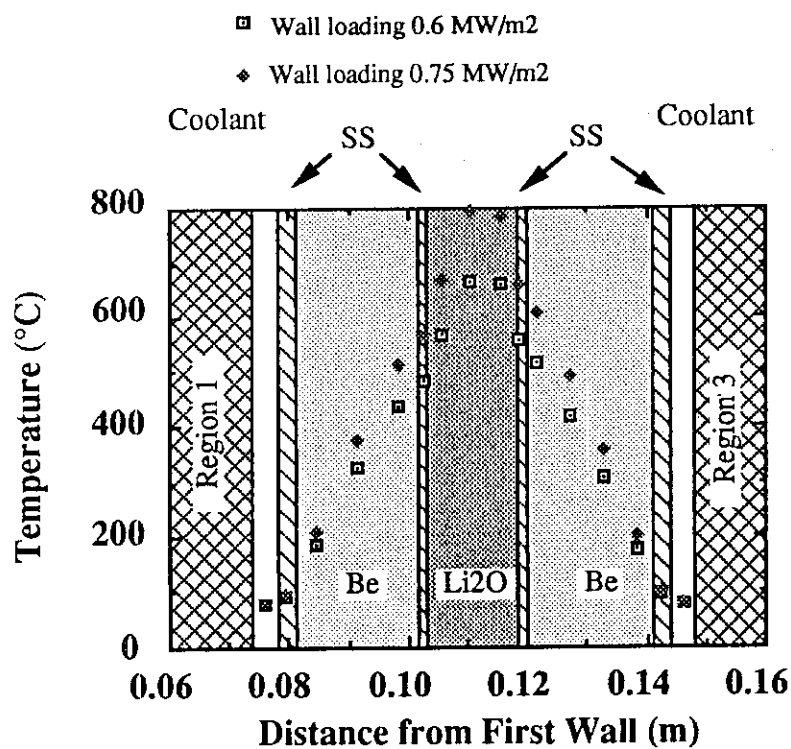 Wall loading 0.6 MW/m2
Wall loading 0.75 MW/m2
Coolant
SS
SS
Coolant
Temperature (°C)
800
600
400
200
0
Region 1
Be
Li2O
Be
Region 3
0.06
0.08
0.10
0.12
0.14
0.16
Distance from First Wall (m)